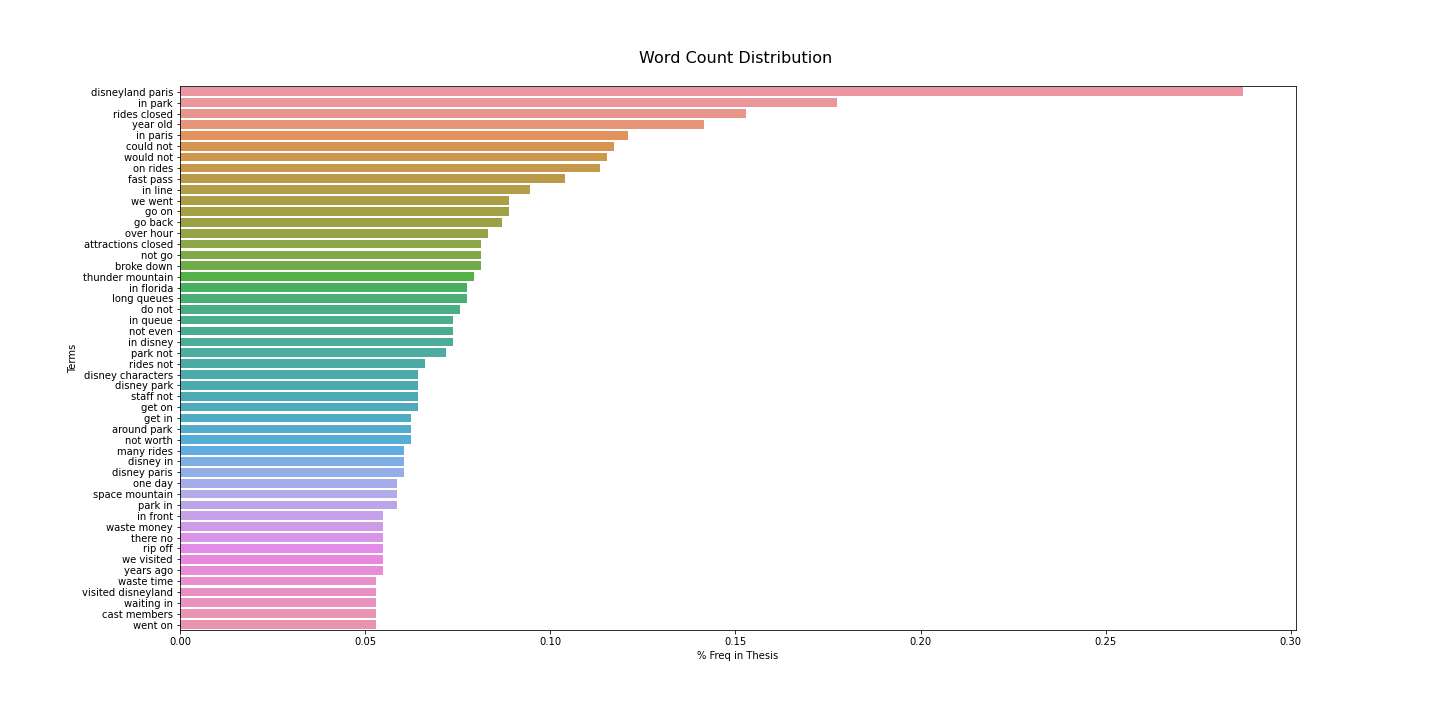 Word Count Distribution
disneyland paris
in park
rides closed
year old
in paris
could not
would not
on rides
fast pass
in line
we went
go on
go back
over hour
attractions closed
not go
broke down
thunder mountain
in florida
long queues
do not
in queue
not even
in disney
park not
rides not
disney characters
disney park
staff not
get on
get in
around park
not worth
many rides
disney in
disney paris
one day
space mountain
park in
in front
waste money
there no
rip off
we visited
years ago
waste time
visited disneyland
waiting in
cast members
went on
Terms
0.00 0.05 0.10 0.15 0.20 0.25 0.30
% Freq in Thesis